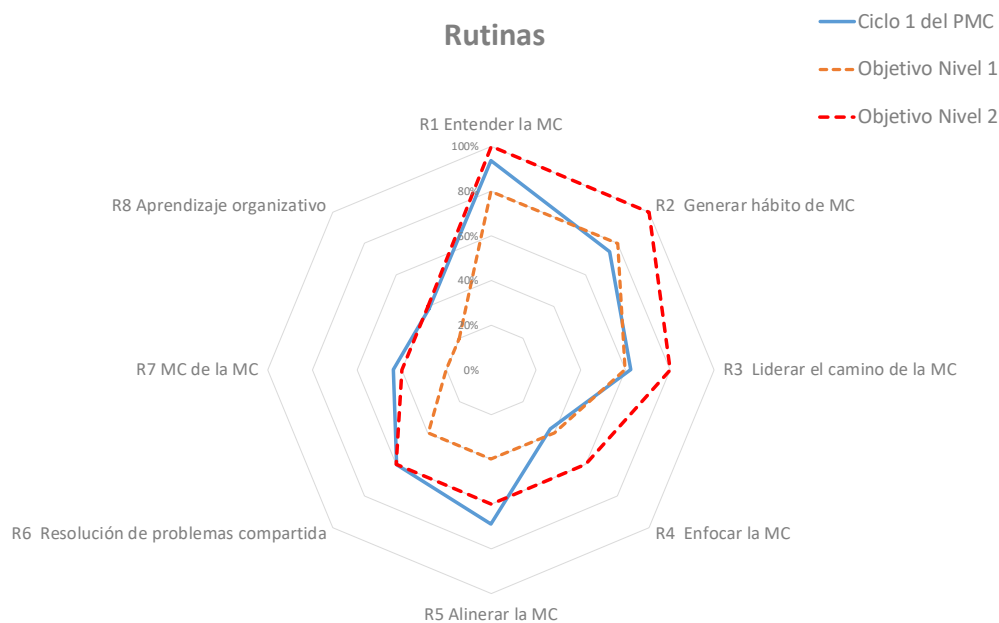 Rutinas
Ciclo 1 del PMC
Objetivo Nivel 1
Objetivo Nivel 2
R1 Entender la MC
100%
80%
60%
40%
20%
0%
R2 Generar hábito de MC
R3 Liderar el camino de la MC
R4 Enfocar la MC
R5 Alinerar la MC
R6 Resolución de problemas compartida
R7 MC de la MC
R8 Aprendizaje organizativo